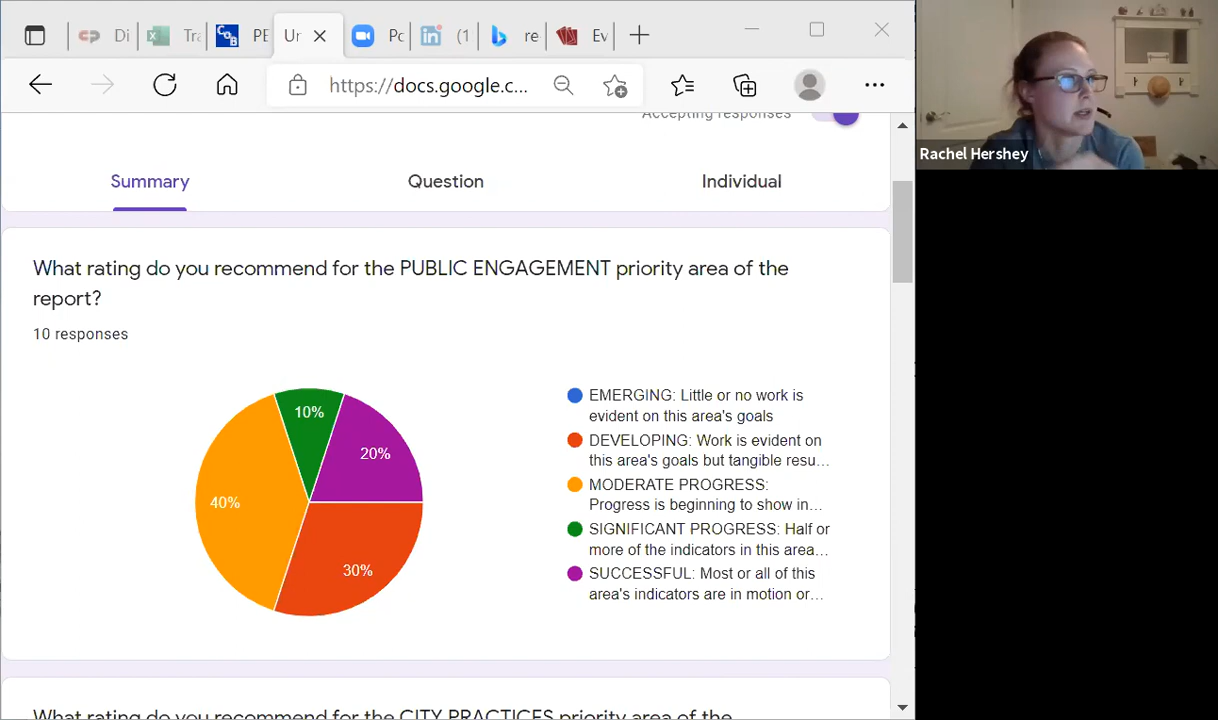 Di
Tra
COB
PE
Ur
Pc
(1
re
Ev
https://docs.google.c...
Rachel Hershey
Accepting responses
Summary
Question
Individual
What rating do you recommend for the PUBLIC ENGAGEMENT priority area of the
report?
10 responses
10%
20%
40%
30%
EMERGING: Little or no work is
evident on this area's goals
DEVELOPING: Work is evident on
this area's goals but tangible resu...
MODERATE PROGRESS:
Progress is beginning to show in...
SIGNIFICANT PROGRESS: Half or
more of the indicators in this area...
SUCCESSFUL: Most or all of this
area's indicators are in motion or...
What rating do you recommend for the CITY PRACTICES priority area of the